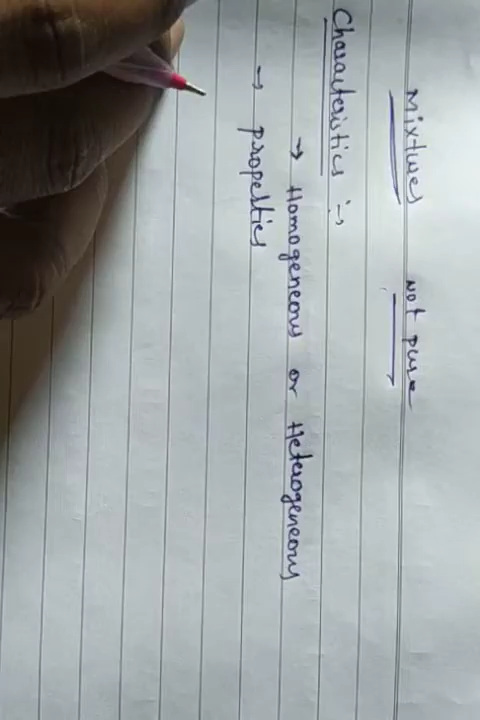 Mixtures not pure
Characteristics :→
→ Homogeneous or Heterogeneous
→ properties